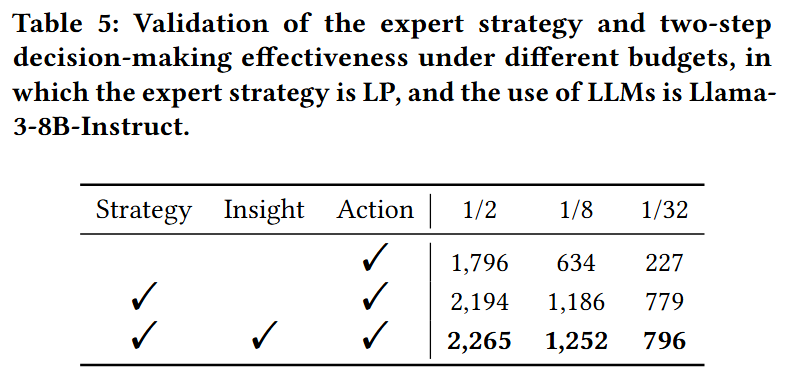 Table 5: Validation of the expert strategy and two-step
decision-making effectiveness under different budgets, in
which the expert strategy is LP, and the use of LLMs is Llama-
3-8B-Instruct.
Strategy Insight Action 1/2 1/8 1/32
✓ 1,796 634 227
✓ ✓ 2,194 1,186 779
✓ ✓ ✓ 2,265 1,252 796